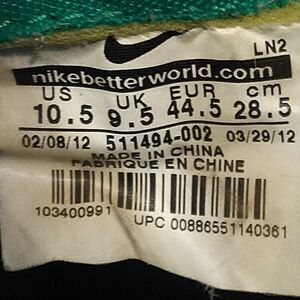 LN2
nikebetterworld.com
US UK EUR cm
10.5 9.5 44.5 28.5
02/08/12 511494-002 03/29/12
MADE IN CHINA
FABRIQUE EN CHINE
103400991
UPC 00886551140361